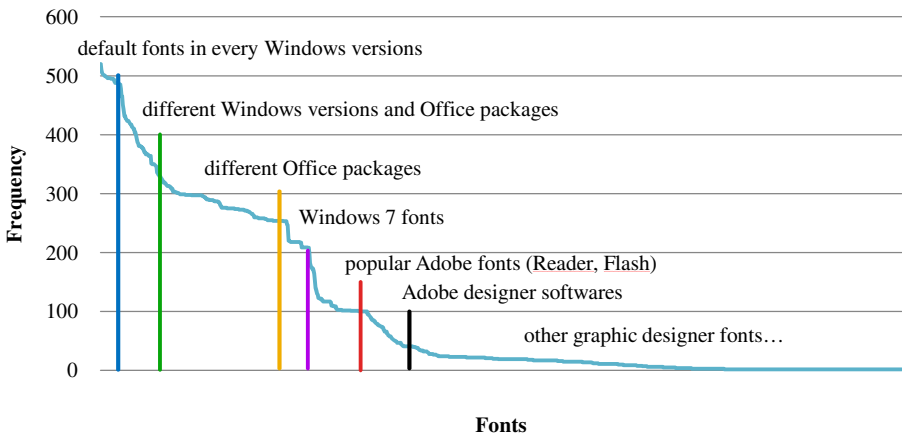 600
default fonts in every Windows versions
500
different Windows versions and Office packages
400
different Office packages
300
Windows 7 fonts
200
popular Adobe fonts (Reader, Flash)
Adobe designer softwares
100
other graphic designer fonts…
0
Frequency
Fonts